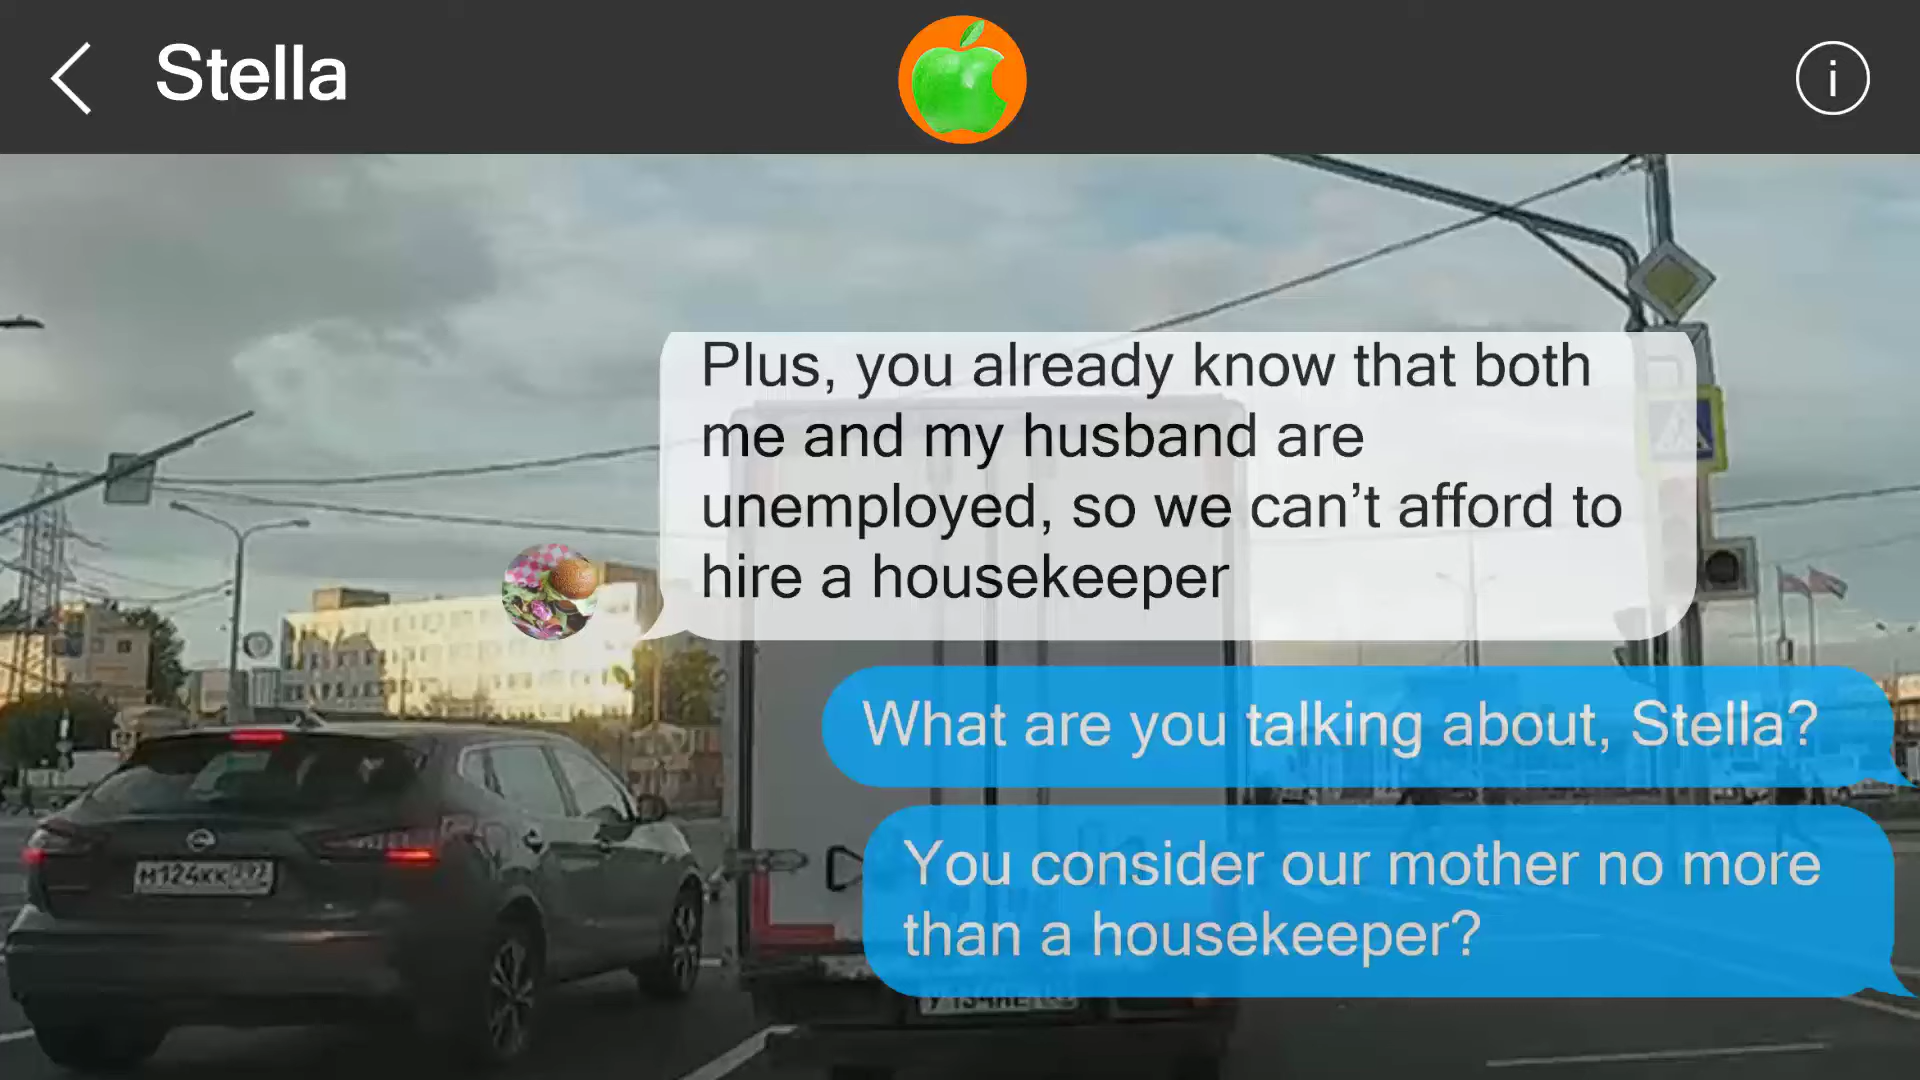 Stella
i
Plus, you already know that both
me and my husband are
unemployed, so we can’t afford to
hire a housekeeper
What are you talking about, Stella?
You consider our mother no more
than a housekeeper?
М124КК